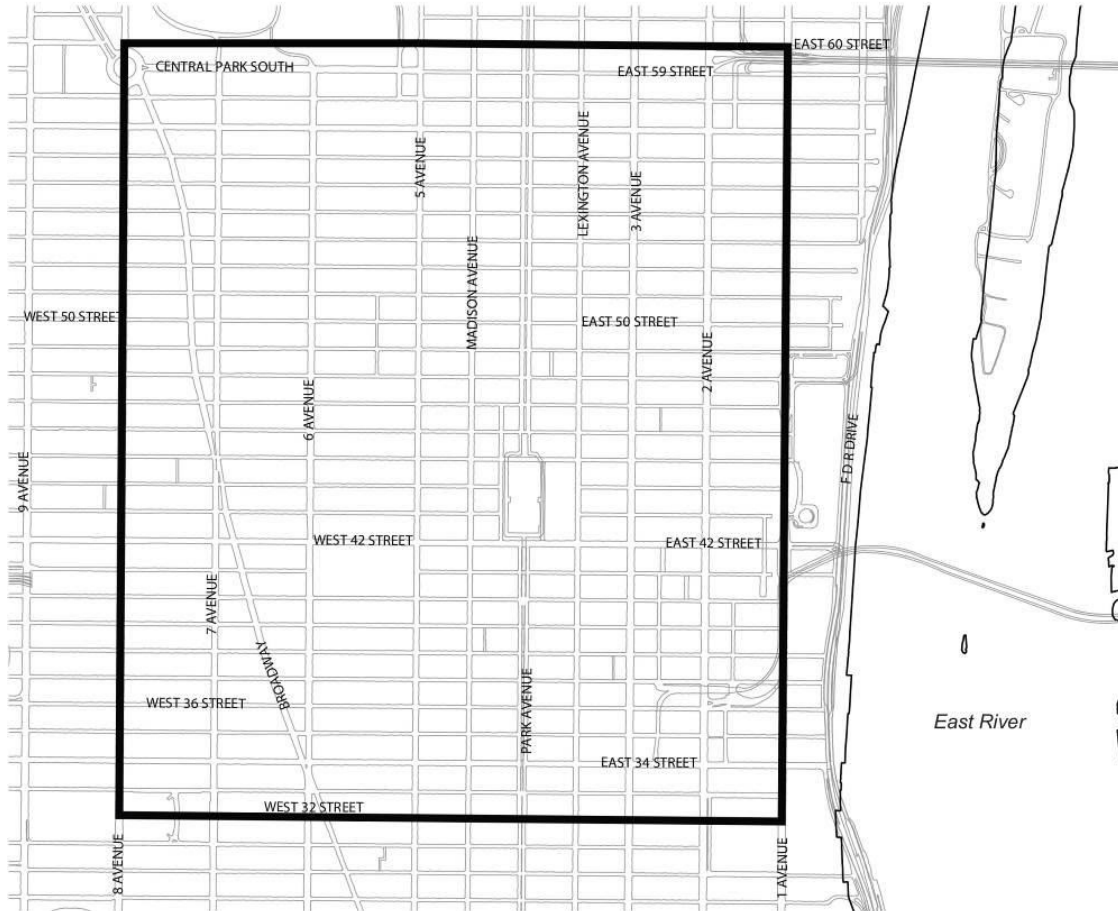 EAST 60 STREET
CENTRAL PARK SOUTH
EAST 59 STREET
5 AVENUE
LEXINGTON AVENUE
3 AVENUE
MADISON AVENUE
WEST 50 STREET
EAST 50 STREET
2 AVENUE
6 AVENUE
9 AVENUE
F D R DRIVE
WEST 42 STREET
EAST 42 STREET
7 AVENUE
BROADWAY
PARK AVENUE
WEST 36 STREET
East River
EAST 34 STREET
WEST 32 STREET
8 AVENUE
1 AVENUE